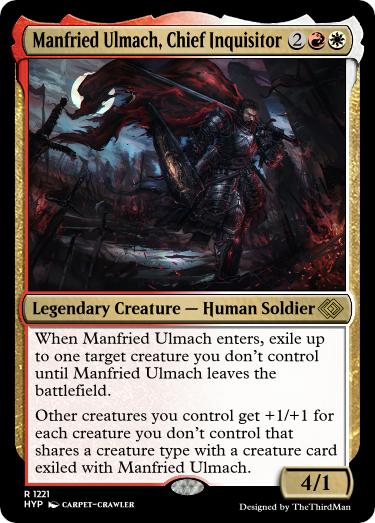 Manfried Ulmach, Chief Inquisitor 2
Legendary Creature — Human Soldier
When Manfried Ulmach enters, exile up
to one target creature you don't control
until Manfried Ulmach leaves the
battlefield.
Other creatures you control get +1/+1 for
each creature you don't control that
shares a creature type with a creature card
exiled with Manfried Ulmach.
4/1
R 1221
HYP CARPET-CRAWLER
Designed by TheThirdMan